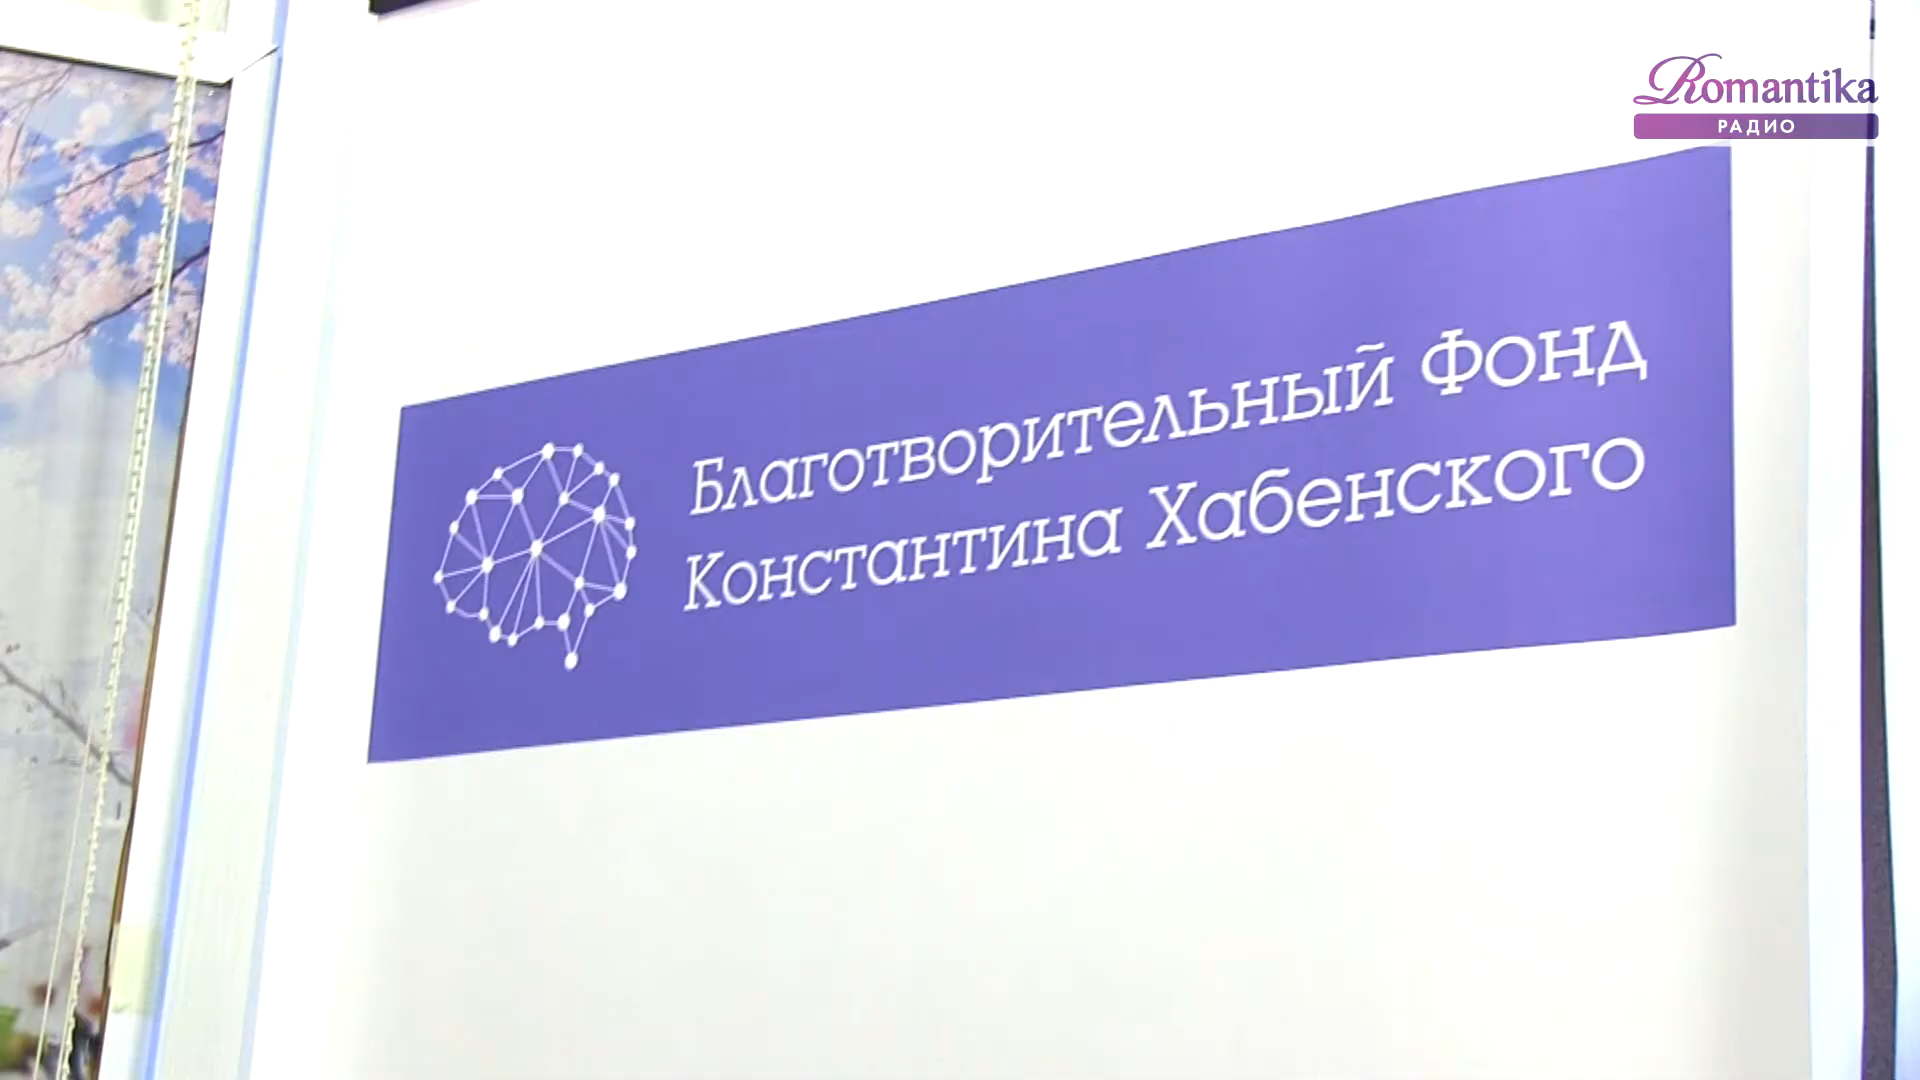 Romantika
РАДИО
Благотворительный Фонд
Константина Хабенского